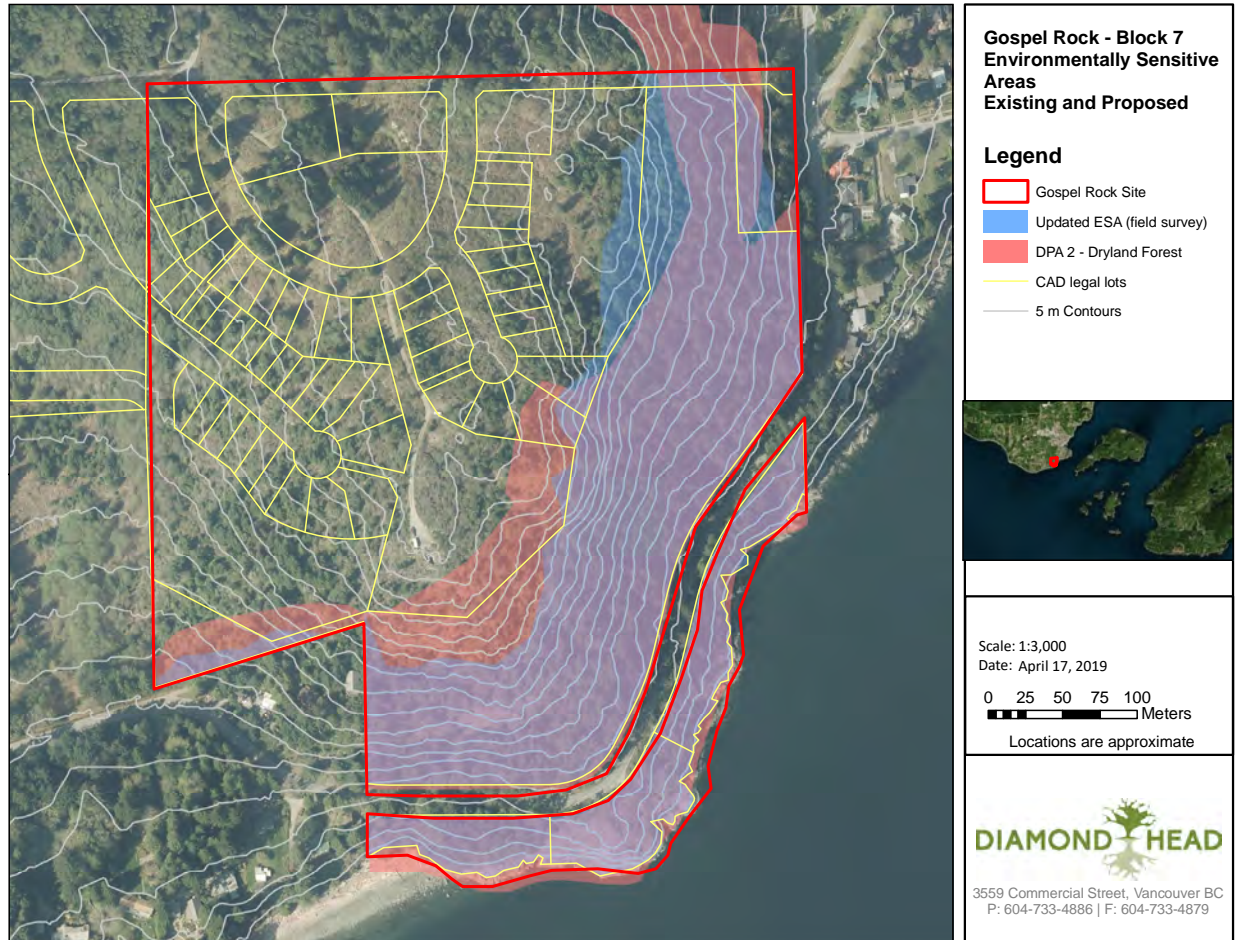 Gospel Rock - Block 7
Environmentally Sensitive
Areas
Existing and Proposed
Legend
Gospel Rock Site
Updated ESA (field survey)
DPA 2 - Dryland Forest
CAD legal lots
5 m Contours
Scale: 1:3,000
Date: April 17, 2019
0 25 50 75 100
Meters
Locations are approximate
DIAMOND HEAD
3559 Commercial Street, Vancouver BC
P: 604-733-4886 | F: 604-733-4879